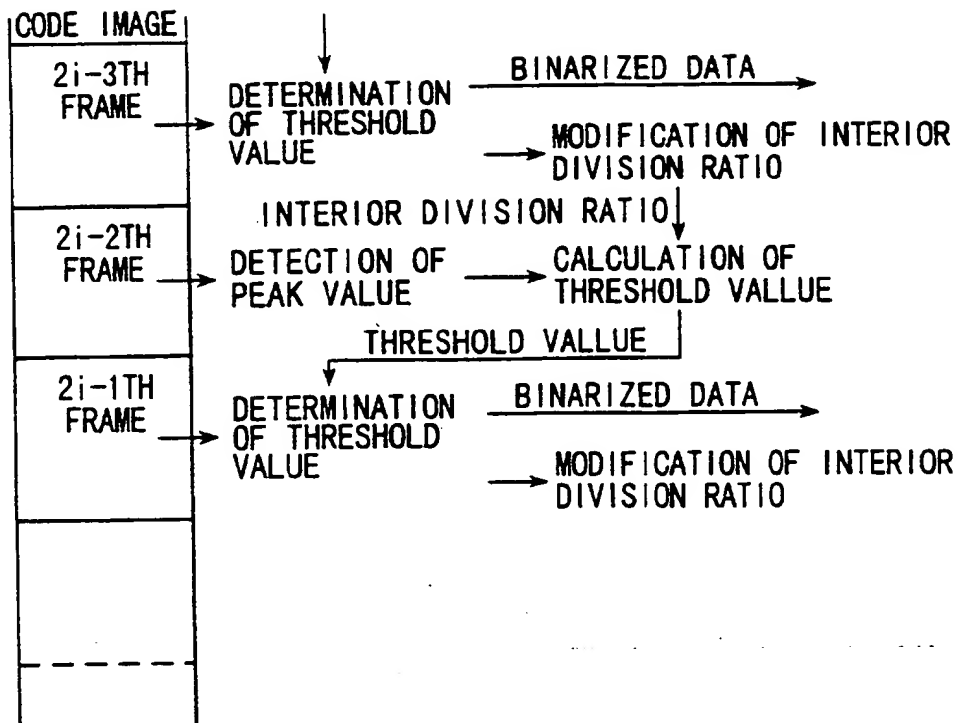 CODE IMAGE
2i-3TH
FRAME
DETERMINATION
OF THRESHOLD
VALUE
BINARIZED DATA
MODIFICATION OF INTERIOR
DIVISION RATIO
INTERIOR DIVISION RATIO
2i-2TH
FRAME
DETECTION OF
PEAK VALUE
CALCULATION OF
THRESHOLD VALLUE
THRESHOLD VALLUE
2i-1TH
FRAME
DETERMINATION
OF THRESHOLD
VALUE
BINARIZED DATA
MODIFICATION OF INTERIOR
DIVISION RATIO